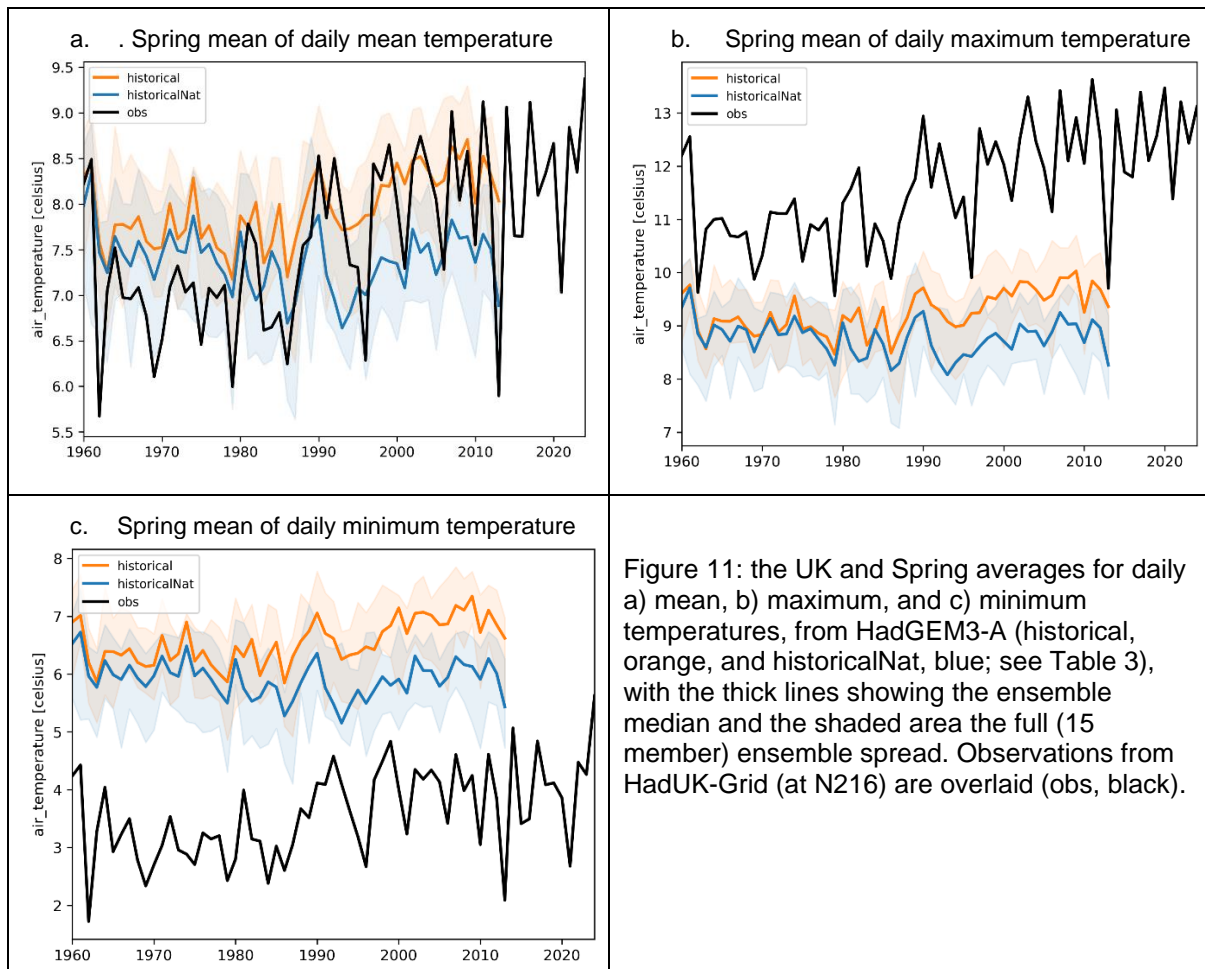 a. . Spring mean of daily mean temperature
historical
historicalNat
obs
air_temperature [celsius]
9.5
9.0
8.5
8.0
7.5
7.0
6.5
6.0
5.5
1960 1970 1980 1990 2000 2010 2020
b. Spring mean of daily maximum temperature
historical
historicalNat
obs
air_temperature [celsius]
13
12
11
10
9
8
7
1960 1970 1980 1990 2000 2010 2020
c. Spring mean of daily minimum temperature
historical
historicalNat
obs
air_temperature [celsius]
8
7
6
5
4
3
2
1960 1970 1980 1990 2000 2010 2020
Figure 11: the UK and Spring averages for daily
a) mean, b) maximum, and c) minimum
temperatures, from HadGEM3-A (historical,
orange, and historicalNat, blue; see Table 3),
with the thick lines showing the ensemble
median and the shaded area the full (15
member) ensemble spread. Observations from
HadUK-Grid (at N216) are overlaid (obs, black).